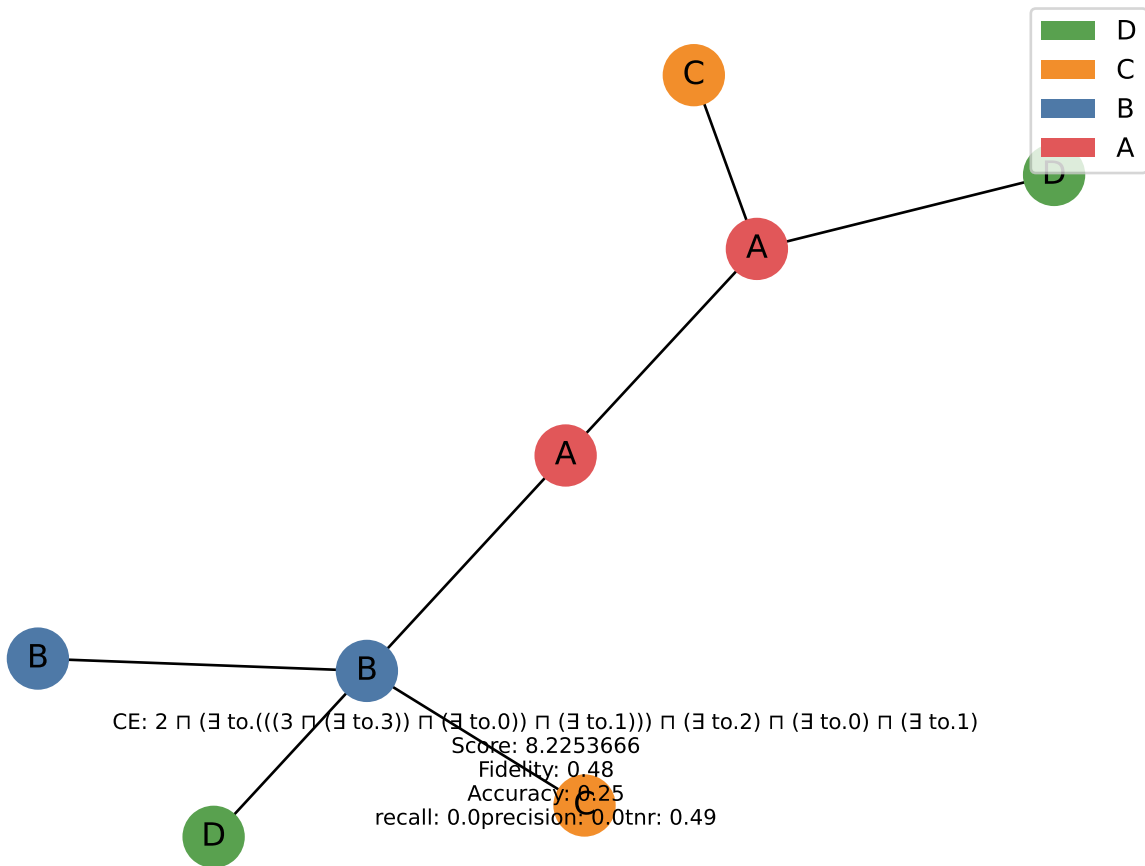 D
C
C
B
A
D
A
A
B
B
CE: 2 ⊓ (∃ to.(((3 ⊓ (∃ to.3)) ⊓ (∃ to.0)) ⊓ (∃ to.1))) ⊓ (∃ to.2) ⊓ (∃ to.0) ⊓ (∃ to.1)
Score: 8.2253666
Fidelity: 0.48
Accuracy: 0.25
C
recall: 0.0precision: 0.0tnr: 0.49
D